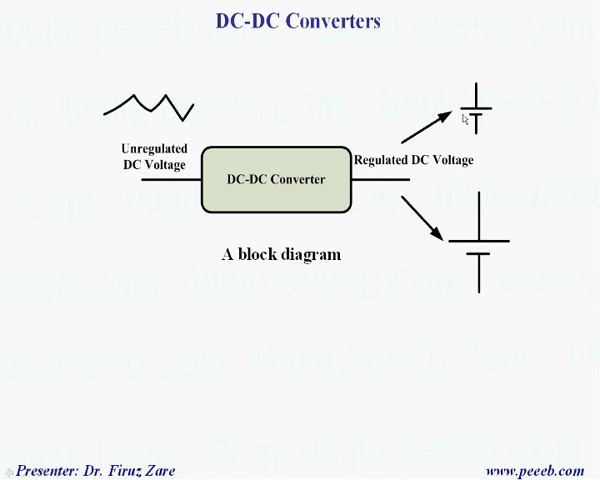 DC-DC Converters
Unregulated
DC Voltage
DC-DC Converter
Regulated DC Voltage
A block diagram
Presenter: Dr. Firuz Zare
www.peeeb.com